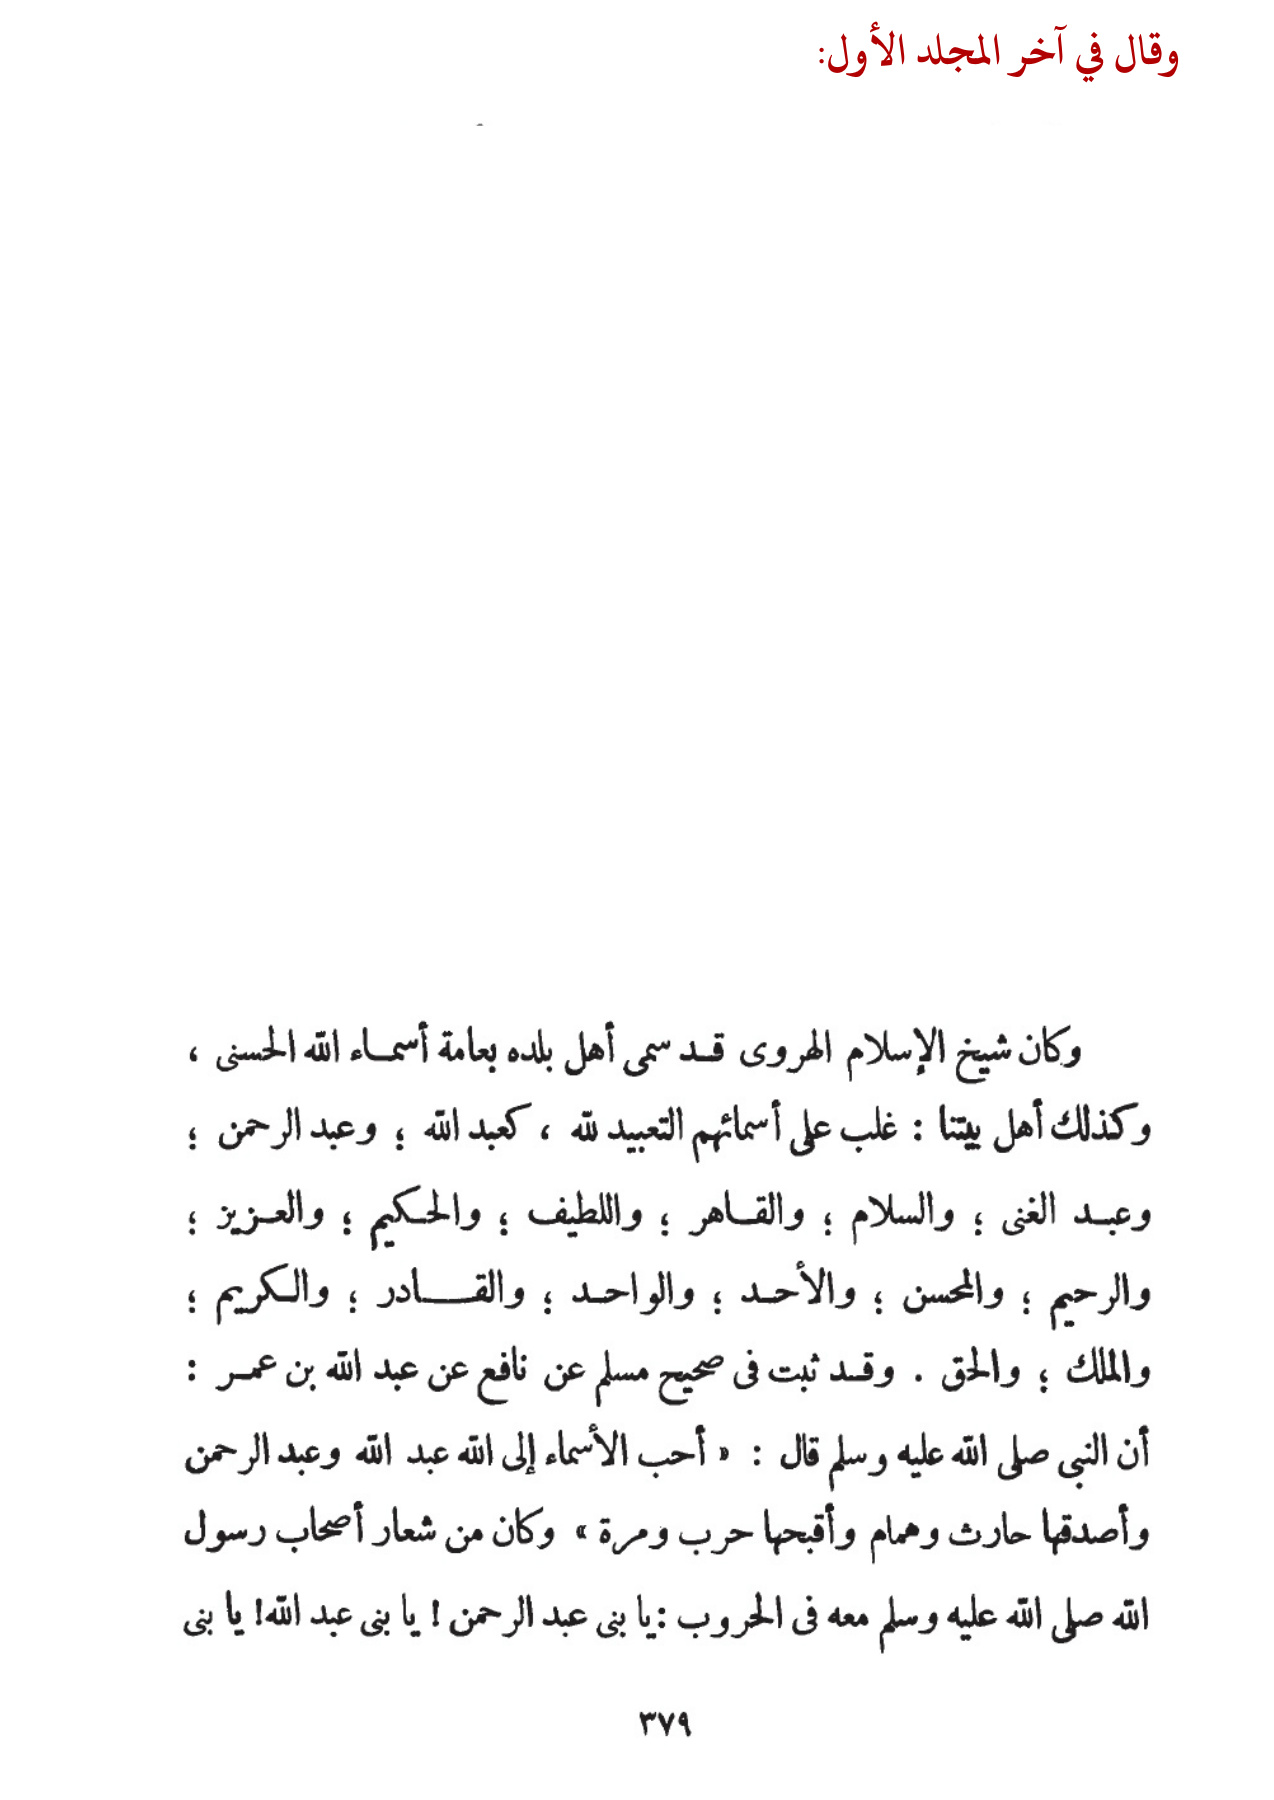 وقال في آخر المجلد الأول:
وكان شيخ الإسلام الهروى قد سمى أهل بلده بعامة أسماء الله الحسنى ،
وكذلك أهل بيتنا : غلب على أسمائهم التعبيد لله ، كعبد الله ؛ وعبد الرحمن ؛
وعبد الغنى ؛ والسلام ؛ والقاهر ؛ واللطيف ؛ والحكيم ؛ والعزيز ؛
والرحيم ؛ والمحسن ؛ والأحد ؛ والواحد ؛ والقادر ؛ والكريم ؛
والملك ؛ والحق . وقد ثبت فى صحيح مسلم عن نافع عن عبد الله بن عمر :
أن النبى صلى الله عليه وسلم قال : « أحب الأسماء إلى الله عبد الله وعبد الرحمن
وأصدقها حارث وهمام وأقبحها حرب ومرة » وكان من شعار أصحاب رسول
الله صلى الله عليه وسلم معه فى الحروب : يا بنى عبد الرحمن ! يا بنى عبد الله! يا بنى
٣٧٩